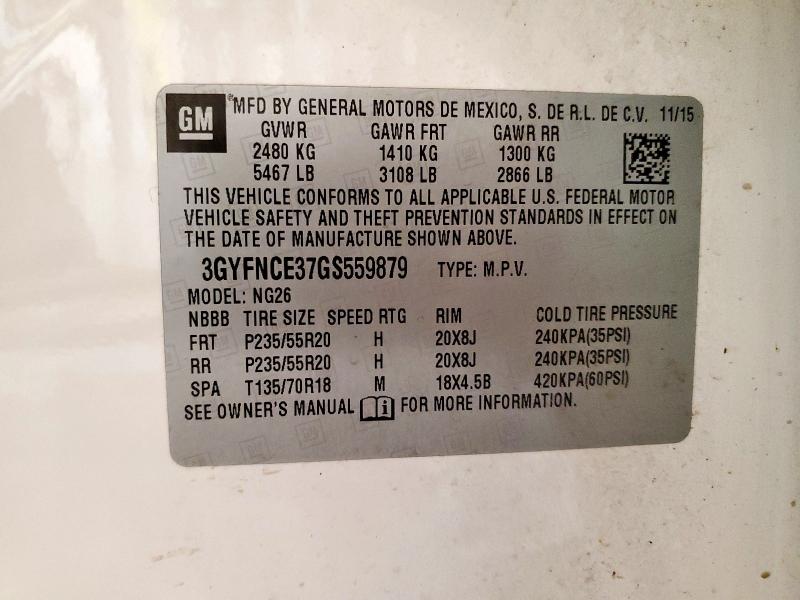 GM ® MFD BY GENERAL MOTORS DE MEXICO, S. DE R.L. DE C.V. 11/15
GVWR GAWR FRT GAWR RR
2480 KG 1410 KG 1300 KG
5467 LB 3108 LB 2866 LB
THIS VEHICLE CONFORMS TO ALL APPLICABLE U.S. FEDERAL MOTOR
VEHICLE SAFETY AND THEFT PREVENTION STANDARDS IN EFFECT ON
THE DATE OF MANUFACTURE SHOWN ABOVE.
3GYFNCE37GS559879 TYPE: M.P.V.
MODEL: NG26
NBBB TIRE SIZE SPEED RTG RIM COLD TIRE PRESSURE
FRT P235/55R20 H 20X8J 240KPA(35PSI)
RR P235/55R20 H 20X8J 240KPA(35PSI)
SPA T135/70R18 M 18X4.5B 420KPA(60PSI)
SEE OWNER'S MANUAL i FOR MORE INFORMATION.